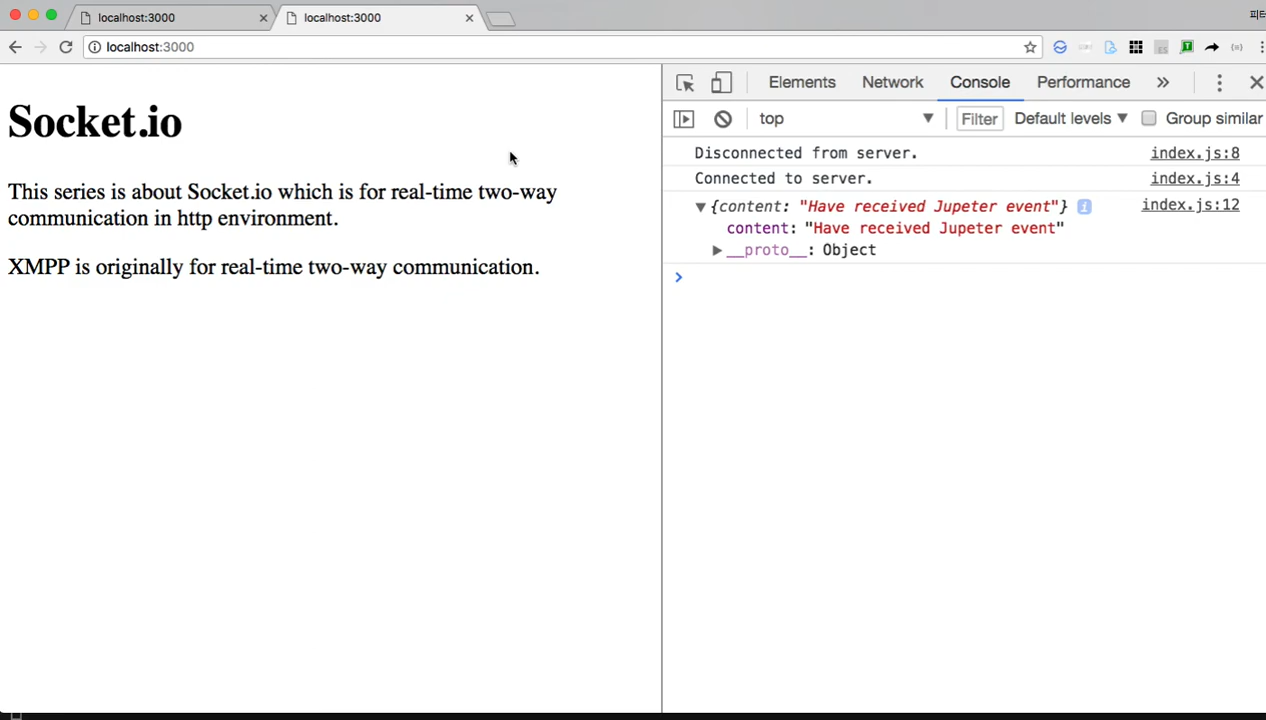 localhost:3000
localhost:3000
피터
localhost:3000
Socket.io
This series is about Socket.io which is for real-time two-way
communication in http environment.
XMPP is originally for real-time two-way communication.
Elements Network Console Performance »
top Filter Default levels Group similar
Disconnected from server. index.js:8
Connected to server. index.js:4
{content: "Have received Jupeter event"} index.js:12
content: "Have received Jupeter event"
__proto__: Object